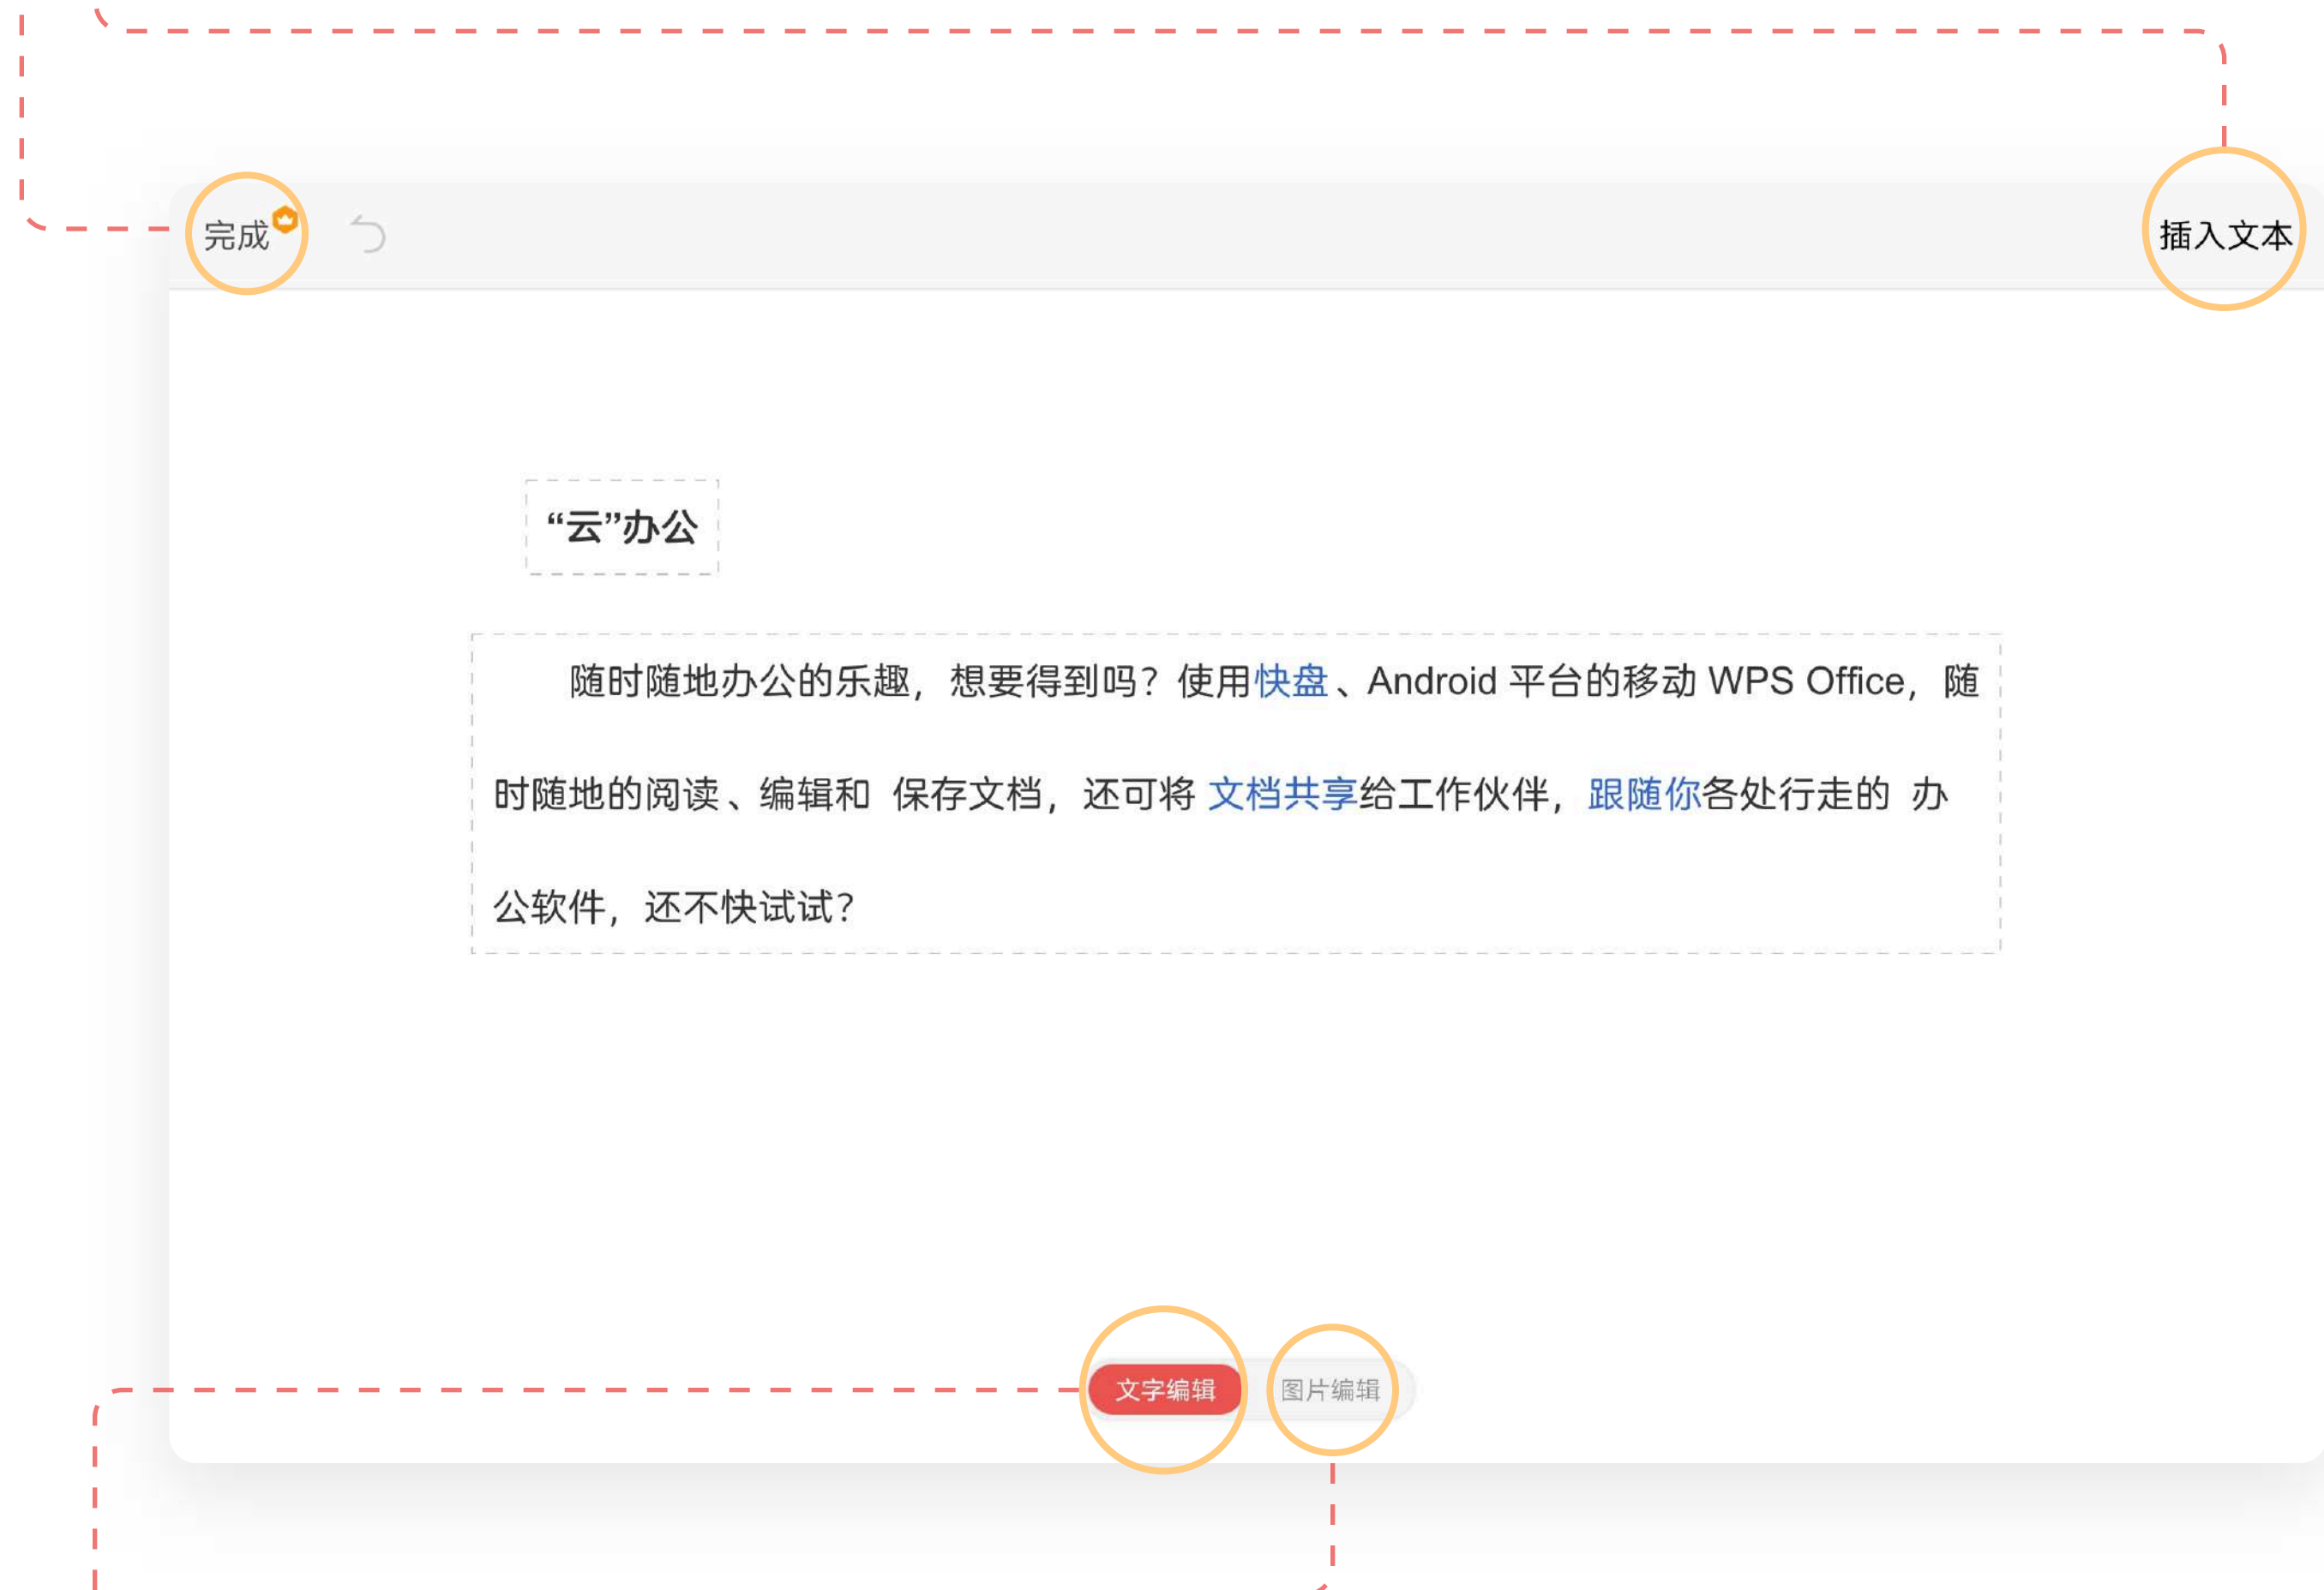 完成
插入文本
“云”办公
随时随地办公的乐趣，想要得到吗？使用快盘、Android 平台的移动 WPS Office，随
时随地的阅读、编辑和 保存文档，还可将 文档共享给工作伙伴，跟随你各处行走的 办
公软件，还不快试试？
文字编辑
图片编辑